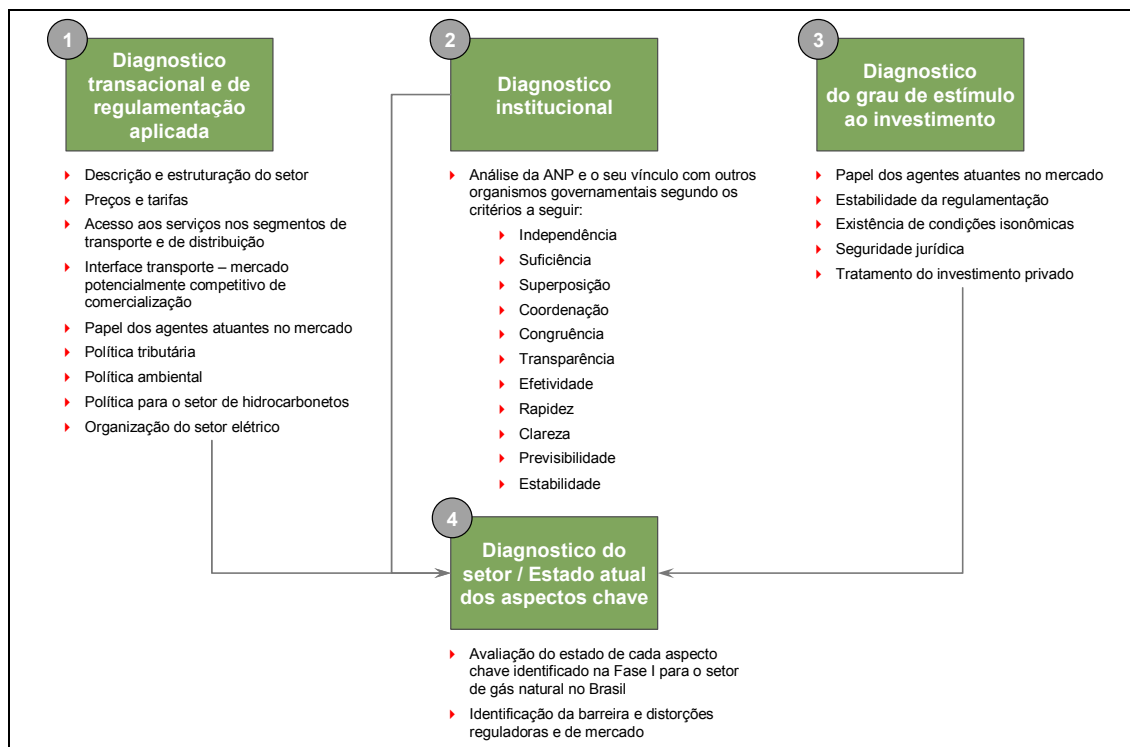 1
Diagnostico
transacional e de
regulamentação
aplicada
Descrição e estruturação do setor
Preços e tarifas
Acesso aos serviços nos segmentos de
transporte e de distribuição
Interface transporte – mercado
potencialmente competitivo de
comercialização
Papel dos agentes atuantes no mercado
Política tributária
Política ambiental
Política para o setor de hidrocarbonetos
Organização do setor elétrico
2
Diagnostico
institucional
Análise da ANP e o seu vínculo com outros
organismos governamentais segundo os
critérios a seguir:
Independência
Suficiência
Superposição
Coordenação
Congruência
Transparência
Efetividade
Rapidez
Clareza
Previsibilidade
Estabilidade
3
Diagnostico
do grau de estímulo
ao investimento
Papel dos agentes atuantes no mercado
Estabilidade da regulamentação
Existência de condições isonômicas
Seguridade jurídica
Tratamento do investimento privado
4
Diagnostico do
setor / Estado atual
dos aspectos chave
Avaliação do estado de cada aspecto
chave identificado na Fase I para o setor
de gás natural no Brasil
Identificação da barreira e distorções
reguladoras e de mercado